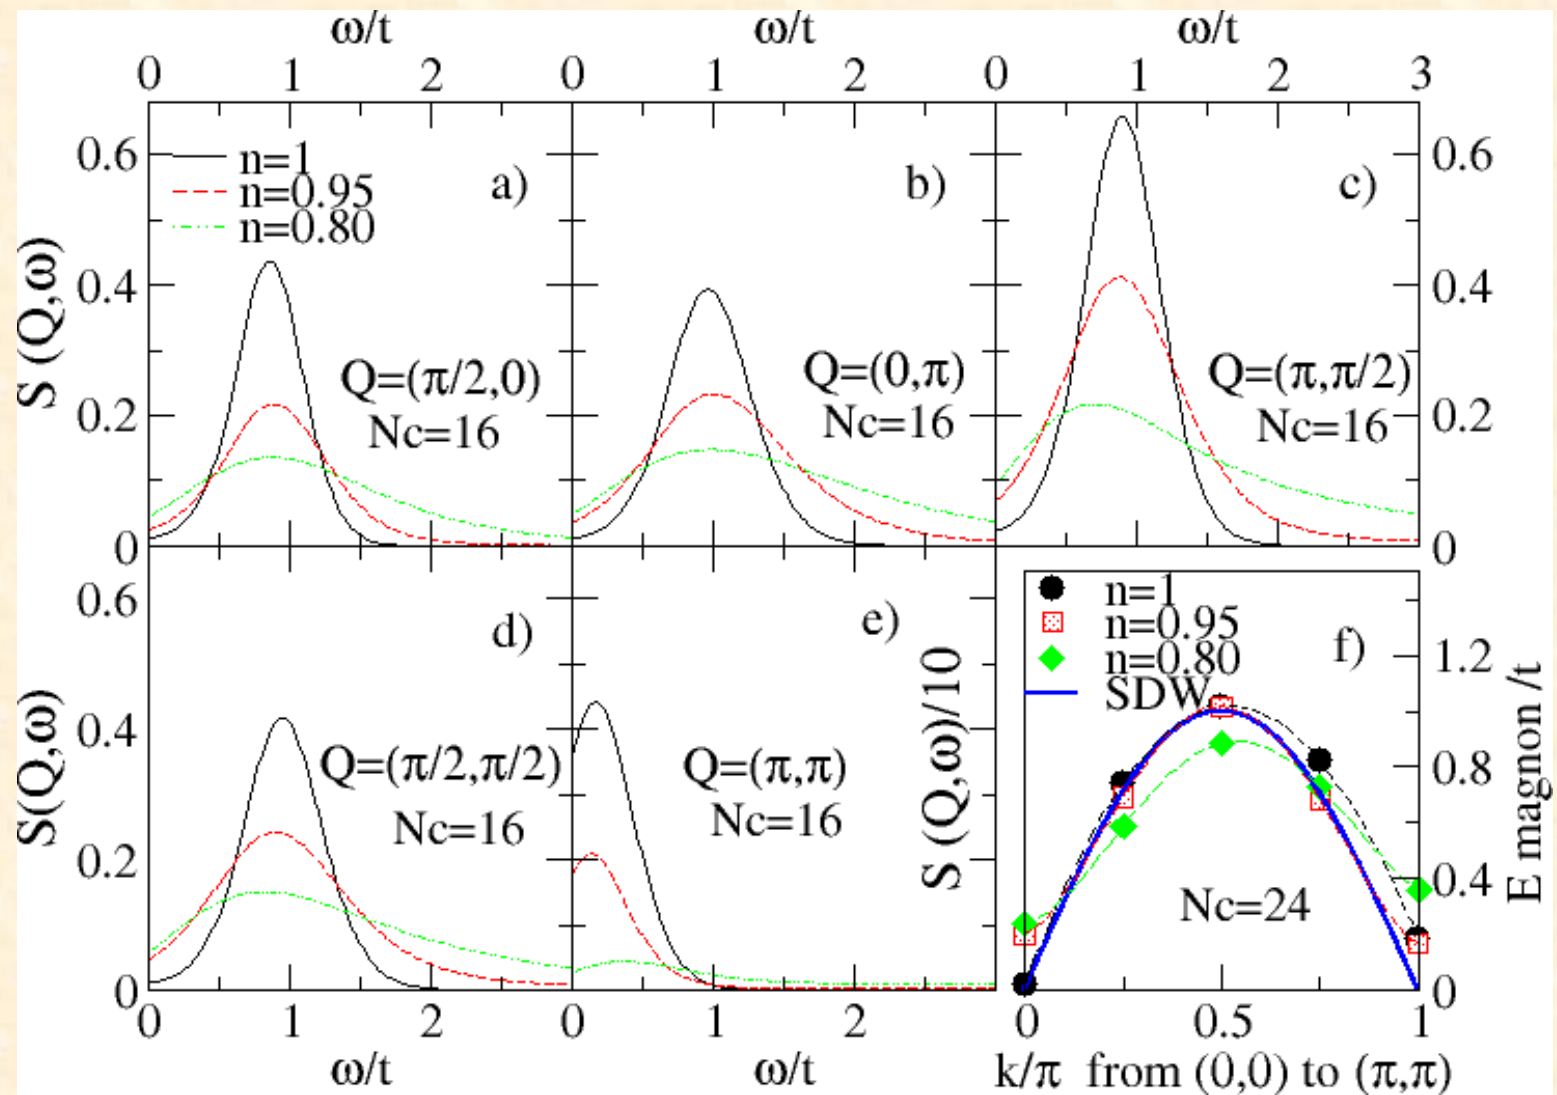 ω/t ω/t ω/t
0 1 2 0 1 2 0 1 2 3
S (Q,ω)
0.6
0.4
0.2
0
n=1
n=0.95
n=0.80
a)
Q=(π/2,0)
Nc=16
b)
Q=(0,π)
Nc=16
c)
Q=(π,π/2)
Nc=16
0.6
0.4
0.2
0
S(Q,ω)
0.6
0.4
0.2
0
d)
Q=(π/2,π/2)
Nc=16
e)
Q=(π,π)
Nc=16
S (Q,ω)/10
n=1
n=0.95
n=0.80
SDW
f)
Nc=24
1.2
0.8
0.4
0
E magnon /t
0 1 2 0 1 2 0 0.5 1
ω/t ω/t k/π from (0,0) to (π,π)